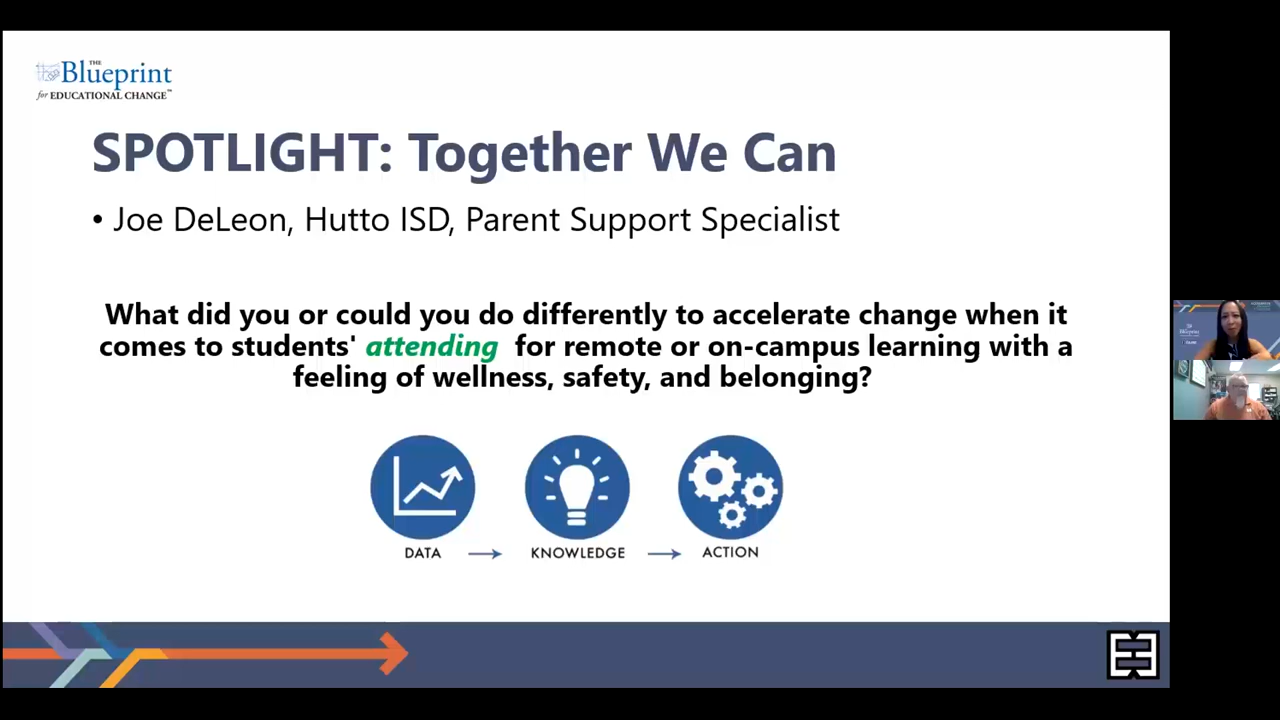 THE
Blueprint
for EDUCATIONAL CHANGE™
SPOTLIGHT: Together We Can
• Joe DeLeon, Hutto ISD, Parent Support Specialist
What did you or could you do differently to accelerate change when it
comes to students' attending for remote or on-campus learning with a
feeling of wellness, safety, and belonging?
DATA
KNOWLEDGE
ACTION
Blueprint